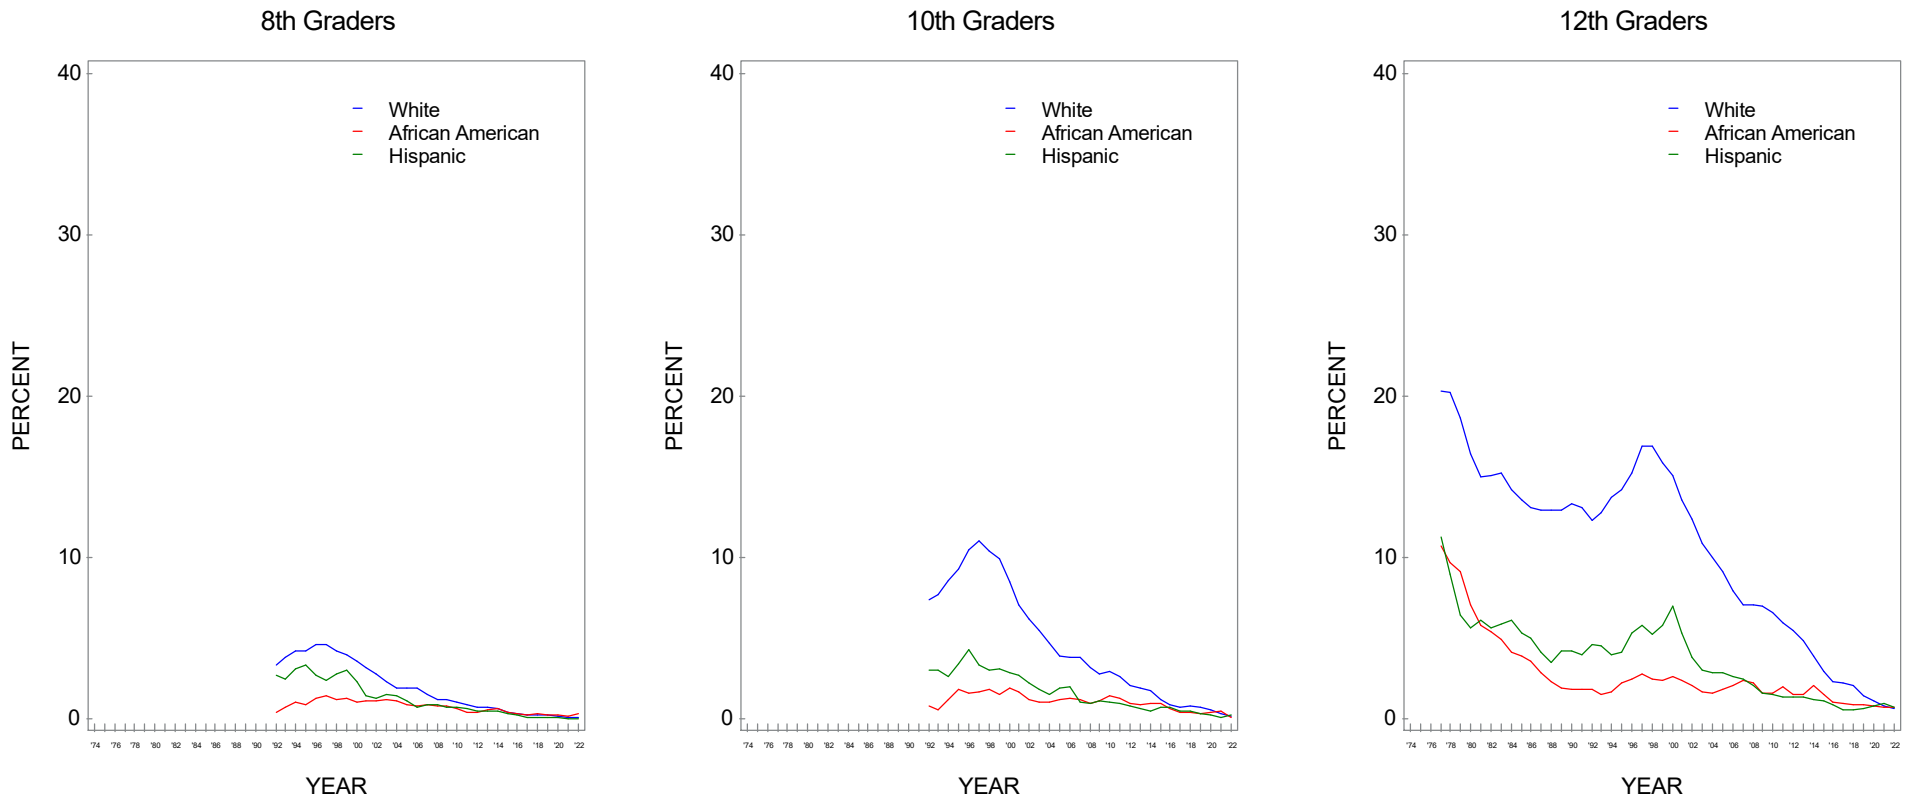 8th Graders
40
30
20
10
0
PERCENT
White
African American
Hispanic
'74 '76 '78 '80 '82 '84 '86 '88 '90 '92 '94 '96 '98 '00 '02 '04 '06 '08 '10 '12 '14 '16 '18 '20 '22
YEAR
10th Graders
40
30
20
10
0
PERCENT
White
African American
Hispanic
'74 '76 '78 '80 '82 '84 '86 '88 '90 '92 '94 '96 '98 '00 '02 '04 '06 '08 '10 '12 '14 '16 '18 '20 '22
YEAR
12th Graders
40
30
20
10
0
PERCENT
White
African American
Hispanic
'74 '76 '78 '80 '82 '84 '86 '88 '90 '92 '94 '96 '98 '00 '02 '04 '06 '08 '10 '12 '14 '16 '18 '20 '22
YEAR